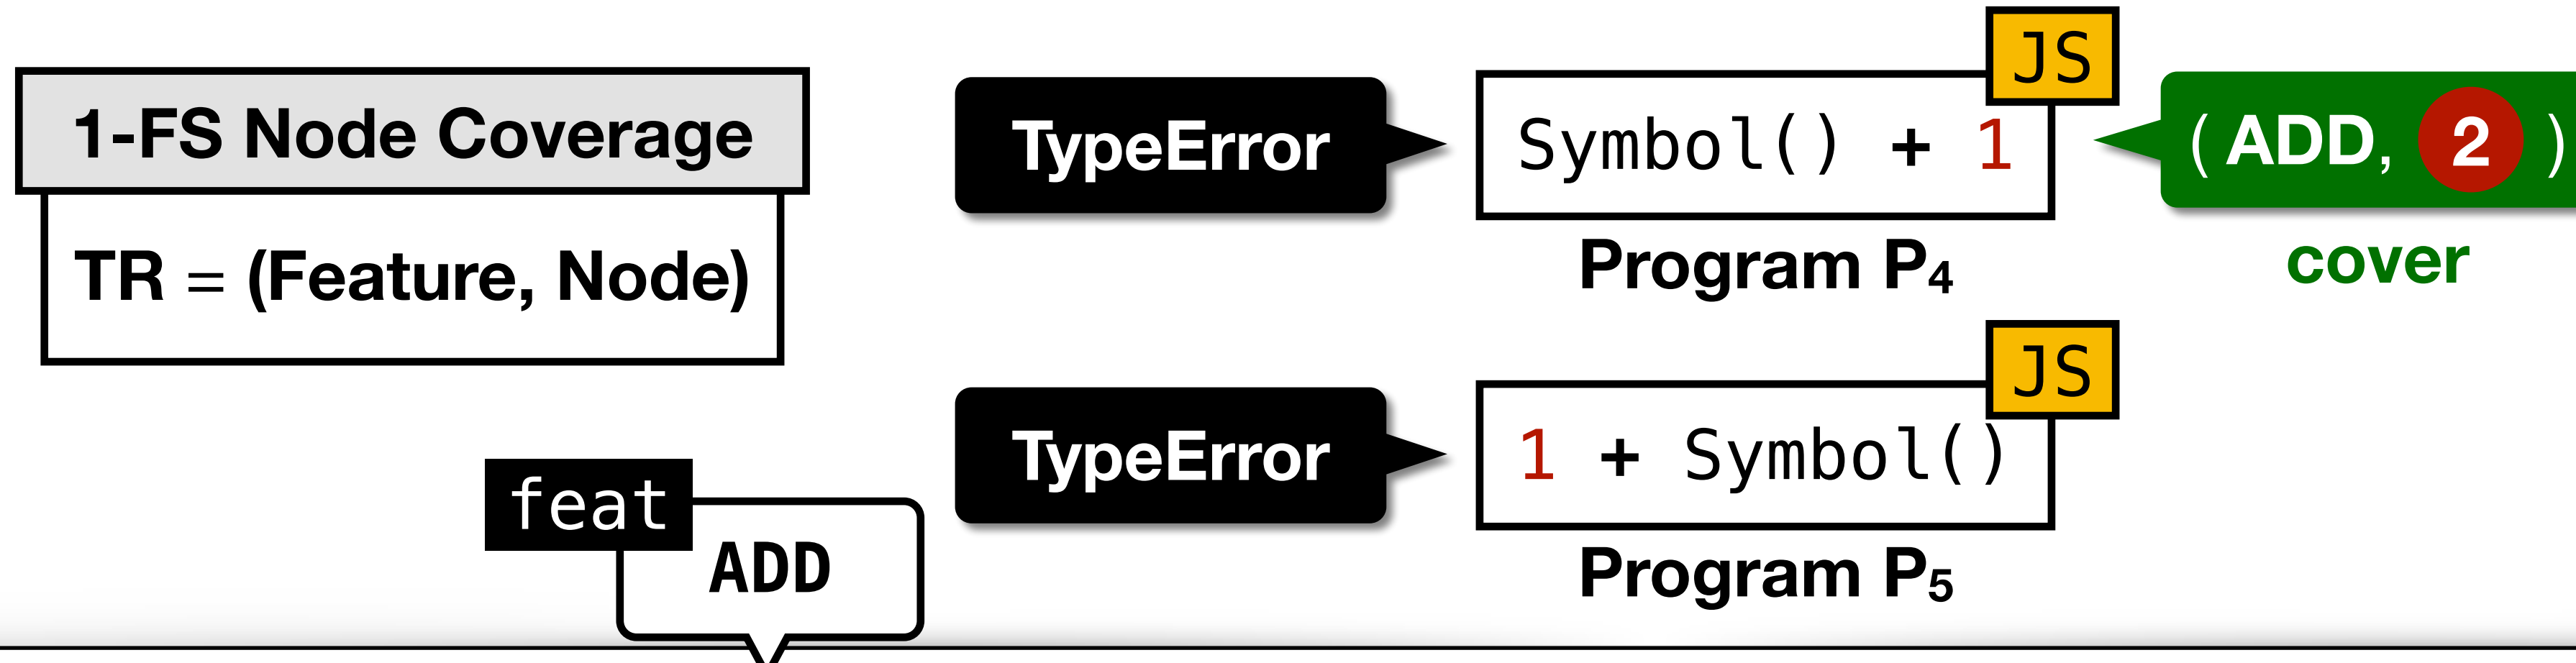 1-FS Node Coverage
TR = (Feature, Node)
TypeError
JS
Symbol() + 1
Program P₄
( ADD, 2 )
cover
TypeError
JS
1 + Symbol()
Program P₅
feat
ADD